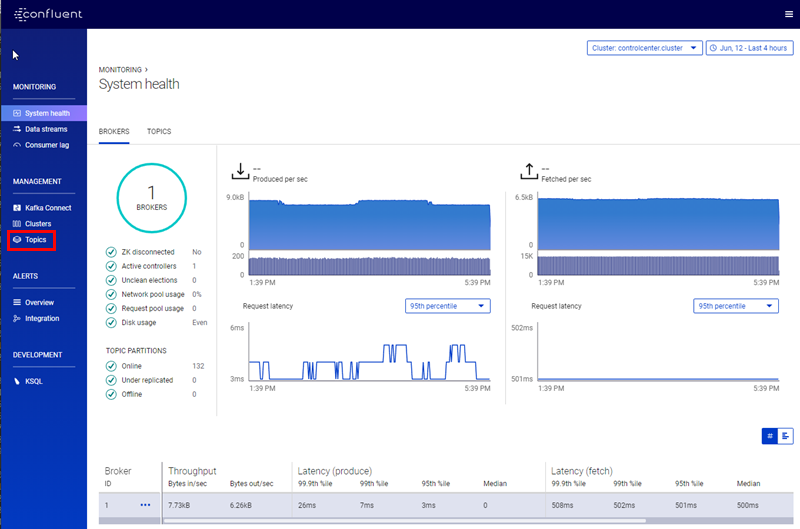 confluent
Cluster: controlcenter.cluster
Jun, 12 - Last 4 hours
MONITORING
System health
Data streams
Consumer lag
MANAGEMENT
Kafka Connect
Clusters
Topics
ALERTS
Overview
Integration
DEVELOPMENT
KSQL
MONITORING >
System health
BROKERS TOPICS
1
BROKERS
ZK disconnected No
Active controllers 1
Unclean elections 0
Network pool usage 0%
Request pool usage 0
Disk usage Even
TOPIC PARTITIONS
Online 132
Under replicated 0
Offline 0
--
Produced per sec
9.0kB
0
200
0
1:39 PM 5:39 PM
Request latency 95th percentile
6ms
3ms
1:39 PM 5:39 PM
--
Fetched per sec
6.5kB
0
15K
0
1:39 PM 5:39 PM
Request latency 95th percentile
502ms
501ms
1:39 PM 5:39 PM
Broker Throughput Latency (produce) Latency (fetch)
ID Bytes in/sec Bytes out/sec 99.9th %ile 99th %ile 95th %ile Median 99.9th %ile 99th %ile 95th %ile Median
1 ••• 7.73kB 6.26kB 26ms 7ms 3ms 0 508ms 502ms 501ms 500ms